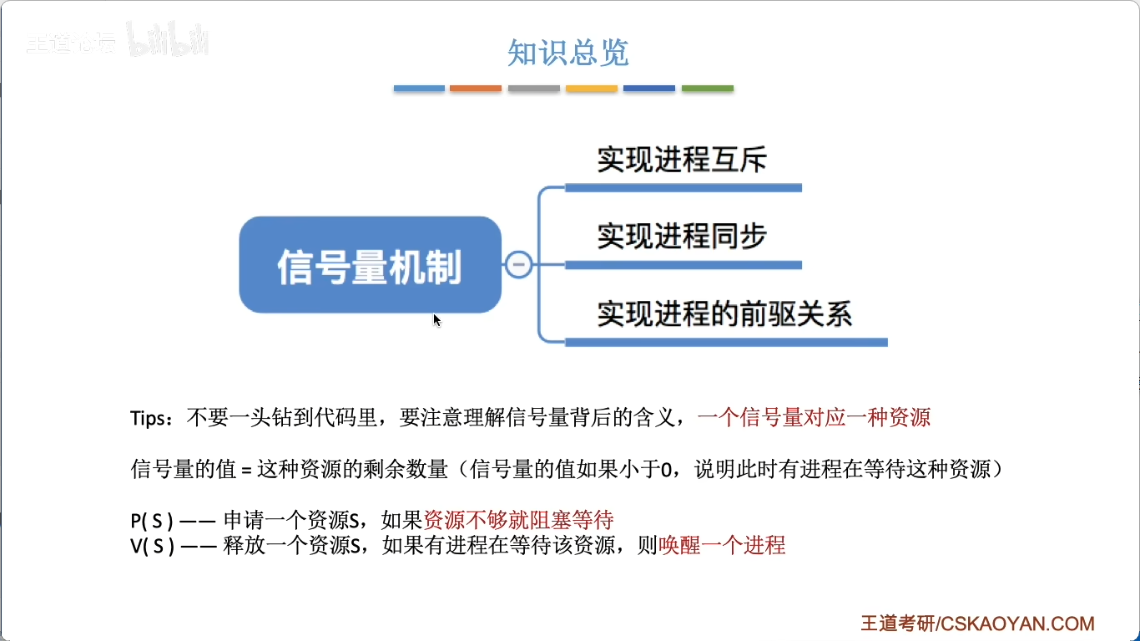 王道论坛 bilibili
知识总览
实现进程互斥
实现进程同步
信号量机制
实现进程的前驱关系
Tips：不要一头钻到代码里，要注意理解信号量背后的含义，一个信号量对应一种资源
信号量的值 = 这种资源的剩余数量（信号量的值如果小于0，说明此时有进程在等待这种资源）
P( S ) —— 申请一个资源S，如果资源不够就阻塞等待
V( S ) —— 释放一个资源S，如果有进程在等待该资源，则唤醒一个进程
王道考研/CSKAOYAN.COM